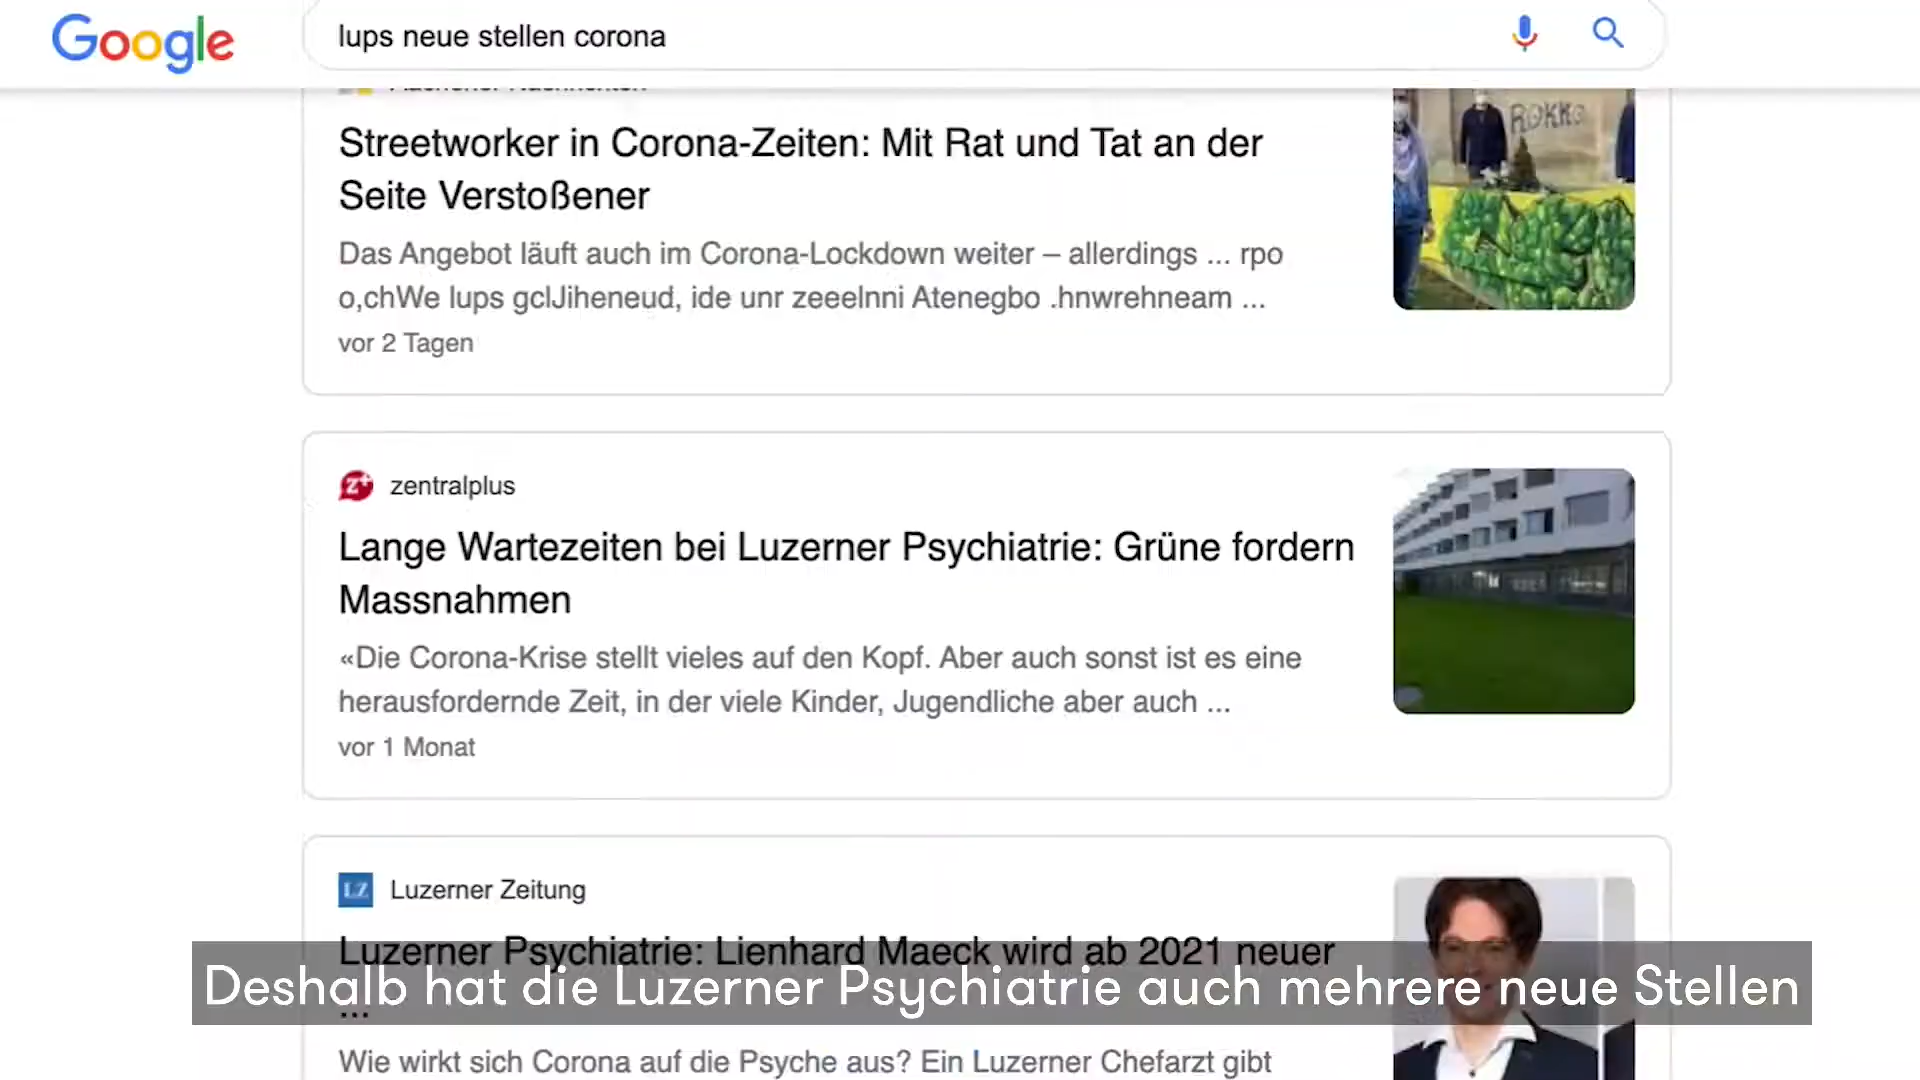 Google
lups neue stellen corona
ROKKO
Streetworker in Corona-Zeiten: Mit Rat und Tat an der
Seite Verstoßener
Das Angebot läuft auch im Corona-Lockdown weiter – allerdings ... rpo
o,chWe lups gclJiheneud, ide unr zeeelnni Atenegbo .hnwrehneam ...
vor 2 Tagen
z+ zentralplus
Lange Wartezeiten bei Luzerner Psychiatrie: Grüne fordern
Massnahmen
«Die Corona-Krise stellt vieles auf den Kopf. Aber auch sonst ist es eine
herausfordernde Zeit, in der viele Kinder, Jugendliche aber auch ...
vor 1 Monat
LZ Luzerner Zeitung
Luzerner Psychiatrie: Lienhard Maeck wird ab 2021 neuer
...
Deshalb hat die Luzerner Psychiatrie auch mehrere neue Stellen
Wie wirkt sich Corona auf die Psyche aus? Ein Luzerner Chefarzt gibt